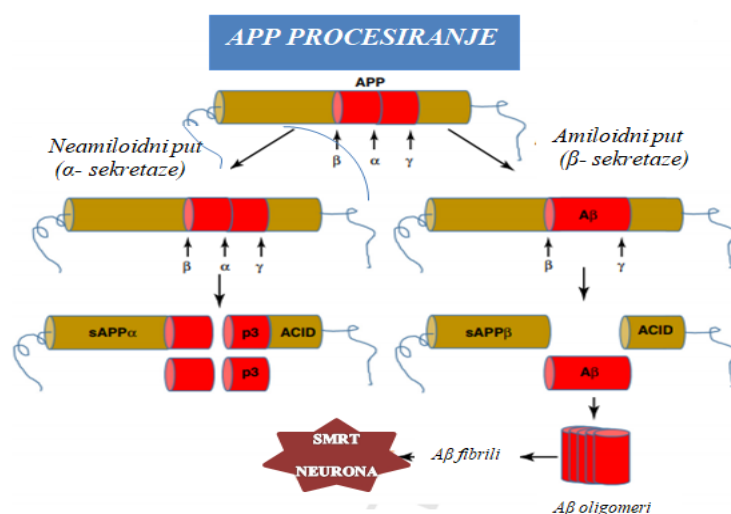 APP PROCESIRANJE
APP
Neamiloidni put
(α- sekretaze)
Amiloidni put
(β- sekretaze)
β α γ
Aβ
β α γ
β γ
sAPPα p3 ACID
sAPPβ ACID
p3
Aβ
SMRT
NEURONA
Aβ fibrili
Aβ oligomeri